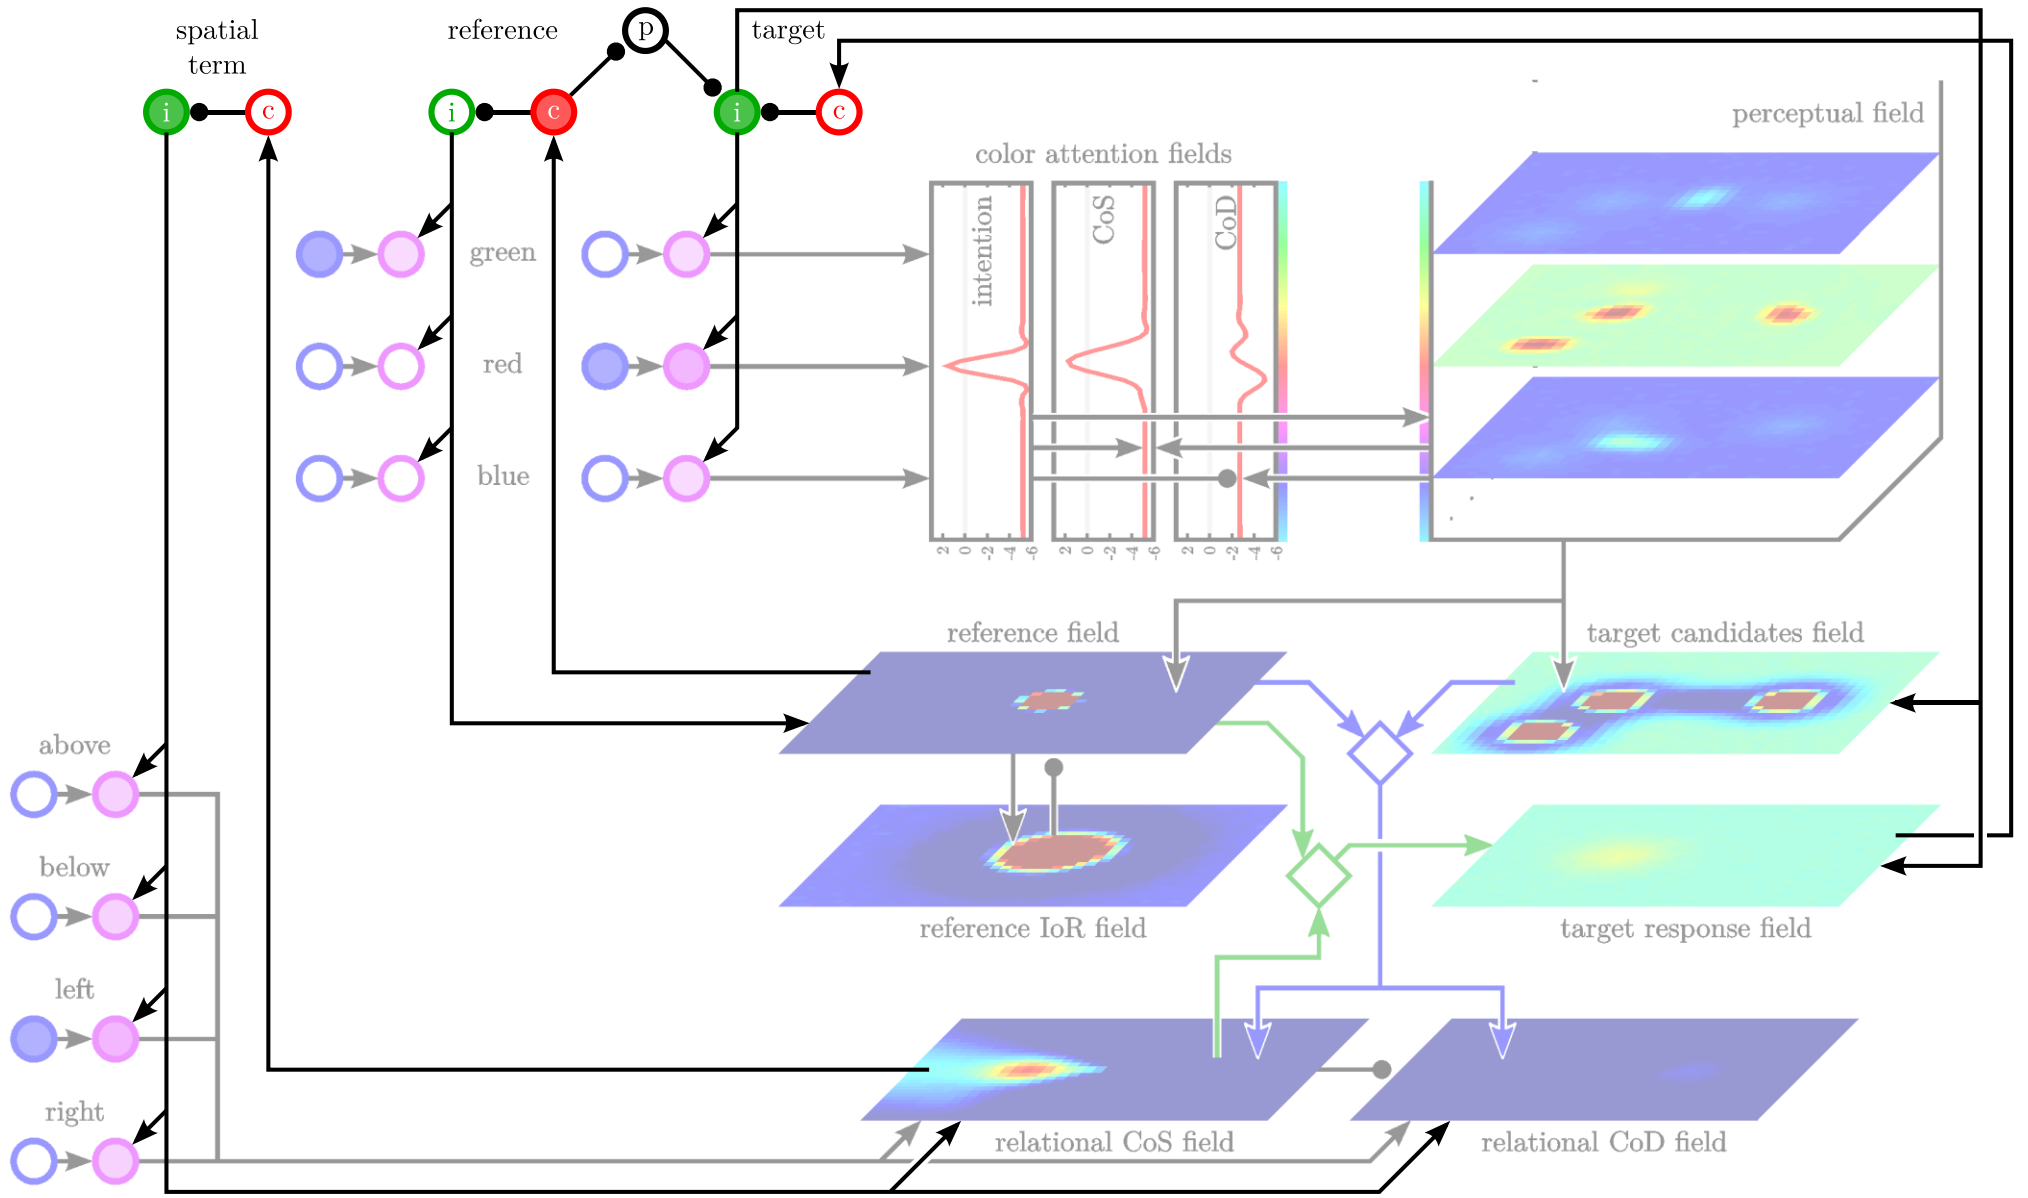 spatial
term
reference
p
target
i
c
i
c
i
c
perceptual field
color attention fields
intention
CoS
CoD
green
red
blue
2 0 -2 -4 -6
2 0 -2 -4 -6
2 0 -2 -4 -6
reference field
target candidates field
above
below
left
right
reference IoR field
target response field
relational CoS field
relational CoD field